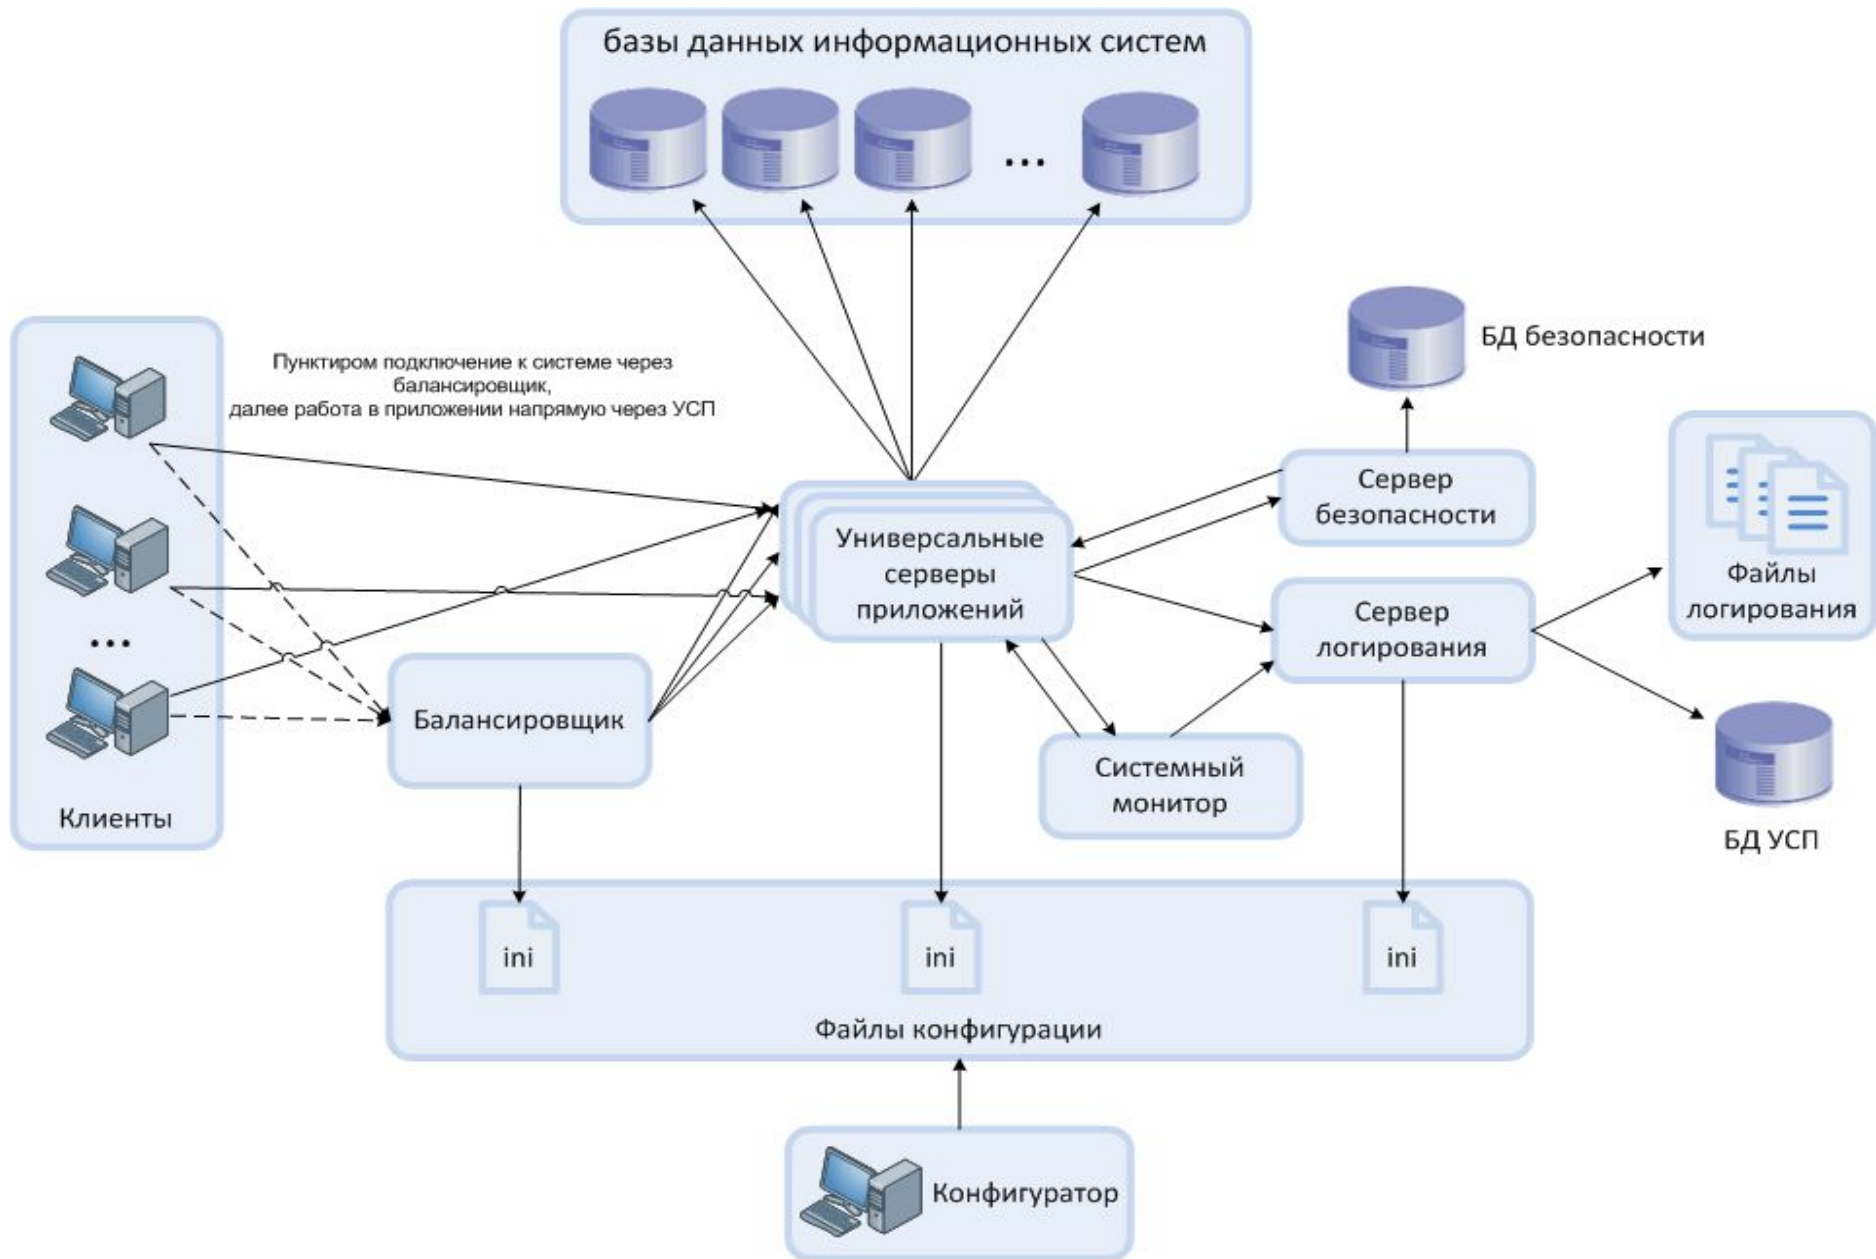 базы данных информационных систем
...
БД безопасности
Пунктиром подключение к системе через
балансировщик,
далее работа в приложении напрямую через УСП
Сервер
безопасности
Универсальные
серверы
приложений
Файлы
логирования
Сервер
логирования
...
Балансировщик
Системный
монитор
Клиенты
БД УСП
ini
ini
ini
Файлы конфигурации
Конфигуратор